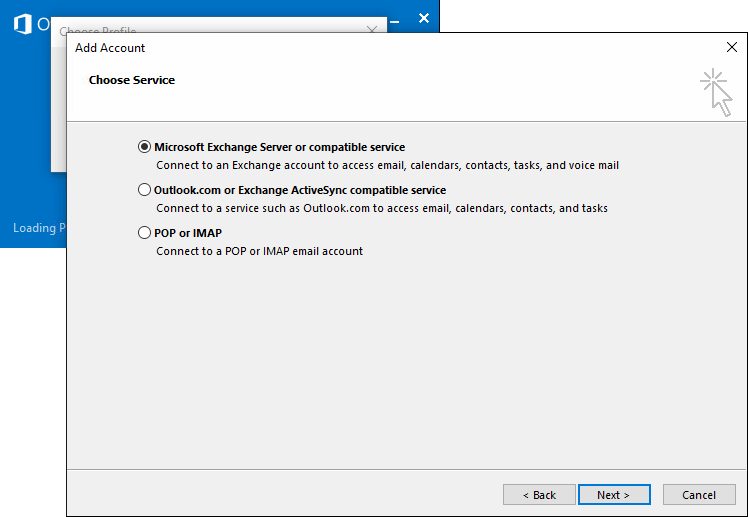 Choose Profile
Add Account
Choose Service
Microsoft Exchange Server or compatible service
Connect to an Exchange account to access email, calendars, contacts, tasks, and voice mail
Outlook.com or Exchange ActiveSync compatible service
Connect to a service such as Outlook.com to access email, calendars, contacts, and tasks
POP or IMAP
Connect to a POP or IMAP email account
Loading P
< Back
Next >
Cancel